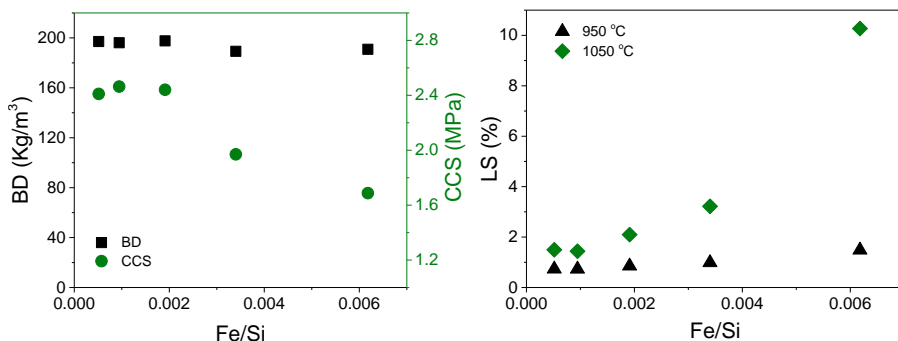 200
160
120
80
40
0
BD (Kg/m³)
2.8
2.4
2.0
1.6
1.2
CCS (MPa)
BD
CCS
0.000 0.002 0.004 0.006
Fe/Si
10
8
6
4
2
0
LS (%)
950 °C
1050 °C
0.000 0.002 0.004 0.006
Fe/Si